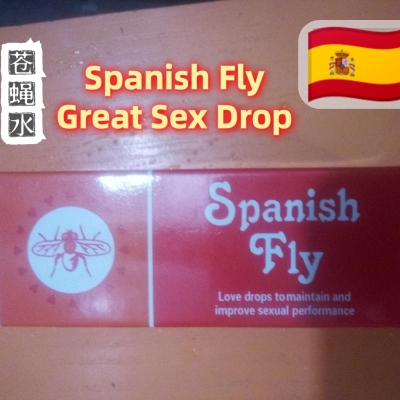 苍蝇水
Spanish Fly
Great Sex Drop
Spanish
Fly
Love drops to maintain and
improve sexual performance